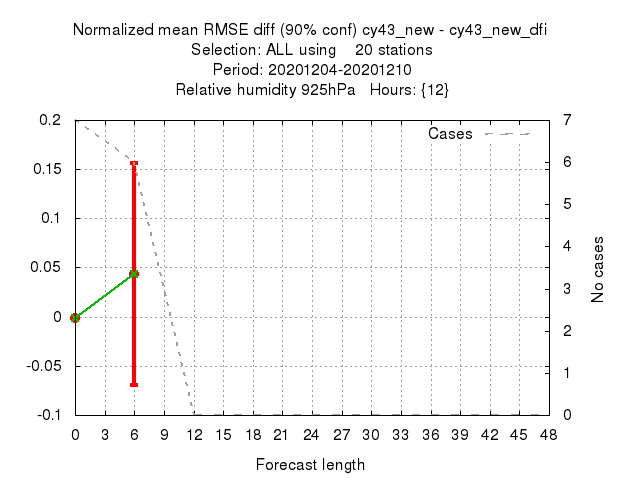 Normalized mean RMSE diff (90% conf) cy43_new - cy43_new_dfi
Selection: ALL using    20 stations
Period: 20201204-20201210
Relative humidity 925hPa   Hours: {12}
Cases
0.2
0.15
0.1
0.05
0
-0.05
-0.1
7
6
5
4
3
2
1
0
No cases
0 3 6 9 12 15 18 21 24 27 30 33 36 39 42 45 48
Forecast length